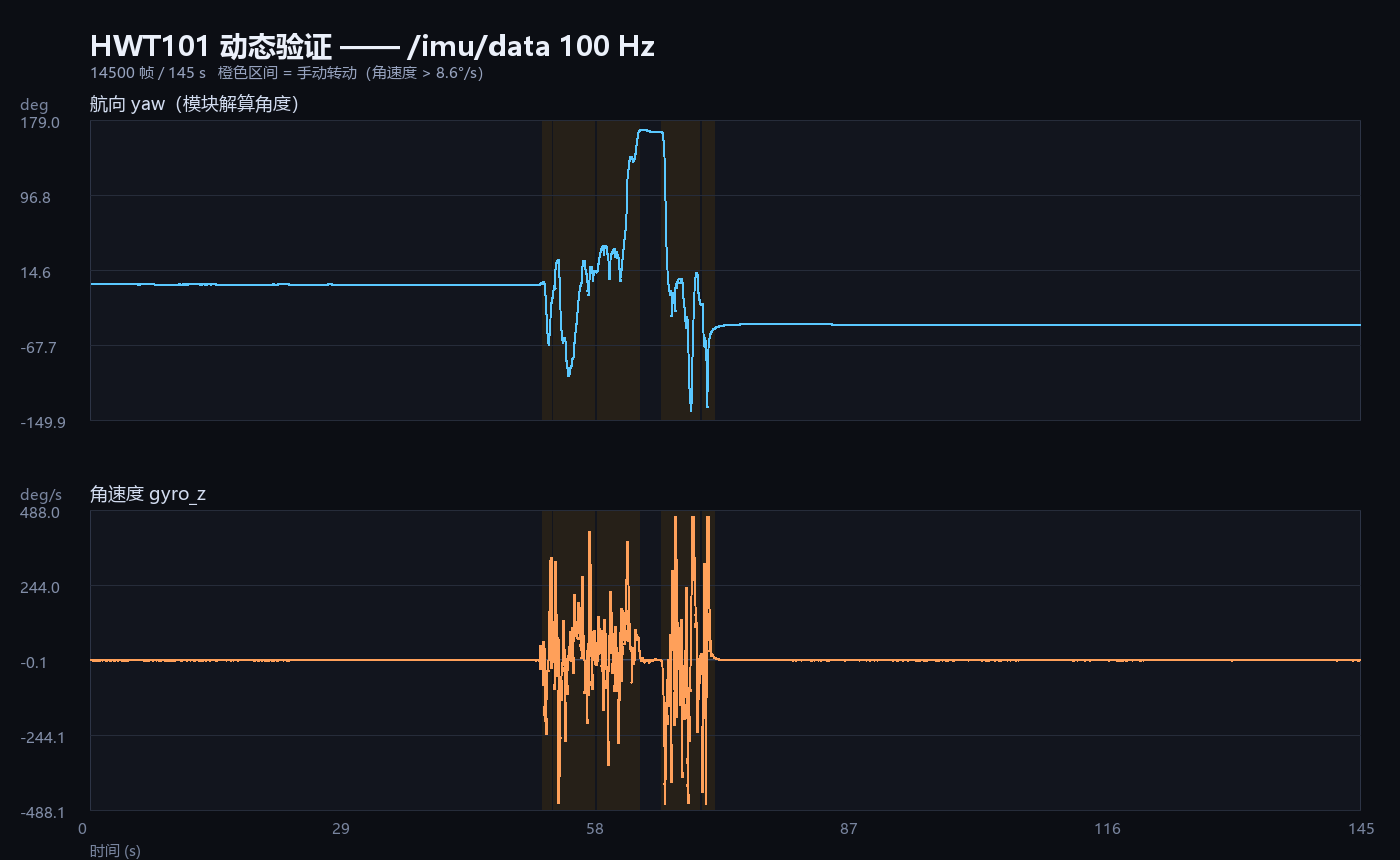 HWT101 动态验证 —— /imu/data 100 Hz
14500 帧 / 145 s 橙色区间 = 手动转动（角速度 > 8.6°/s）
deg
航向 yaw（模块解算角度）
179.0
96.8
14.6
-67.7
-149.9
deg/s
角速度 gyro_z
488.0
244.0
-0.1
-244.1
-488.1
0 29 58 87 116 145
时间 (s)